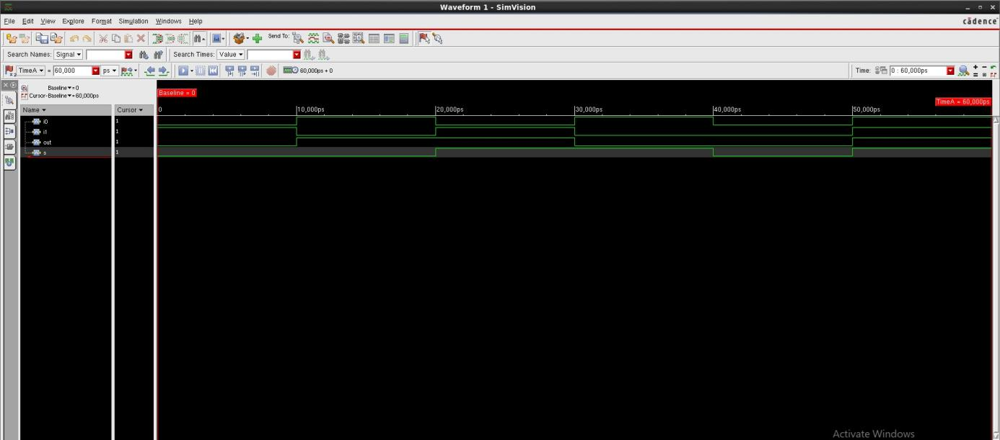 Waveform 1 - SimVision
File Edit View Explore Format Simulation Windows Help
cādence
Send To:
Search Names: Signal Search Times: Value
TimeA = 60,000 ps 60,000ps + 0 Time: 0 : 60,000ps
Baseline = 0
Cursor-Baseline = 60,000ps
Baseline = 0
TimeA = 60,000ps
Name Cursor 0 10,000ps 20,000ps 30,000ps 40,000ps 50,000ps
i0 1
i1 1
out 1
s 1
Activate Windows